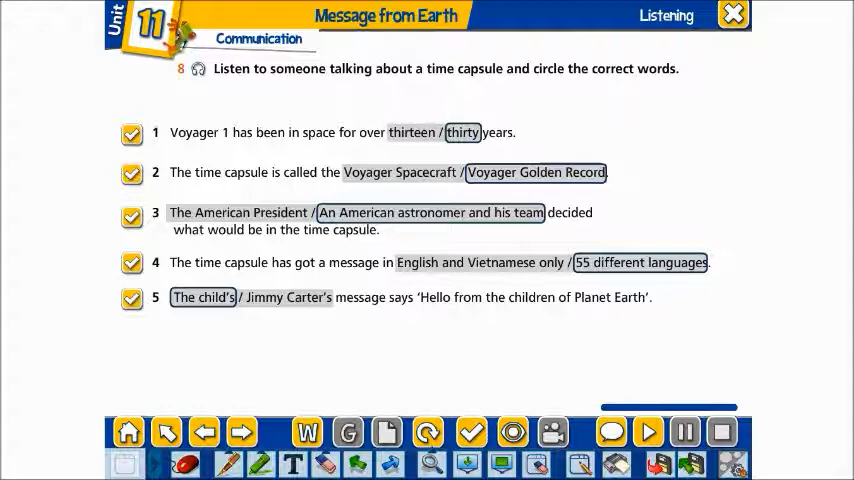 Unit 11
Message from Earth
Listening
Communication
8 Listen to someone talking about a time capsule and circle the correct words.
1 Voyager 1 has been in space for over thirteen / thirty years.
2 The time capsule is called the Voyager Spacecraft / Voyager Golden Record.
3 The American President / An American astronomer and his team decided
what would be in the time capsule.
4 The time capsule has got a message in English and Vietnamese only / 55 different languages.
5 The child's / Jimmy Carter's message says 'Hello from the children of Planet Earth'.
W G
T